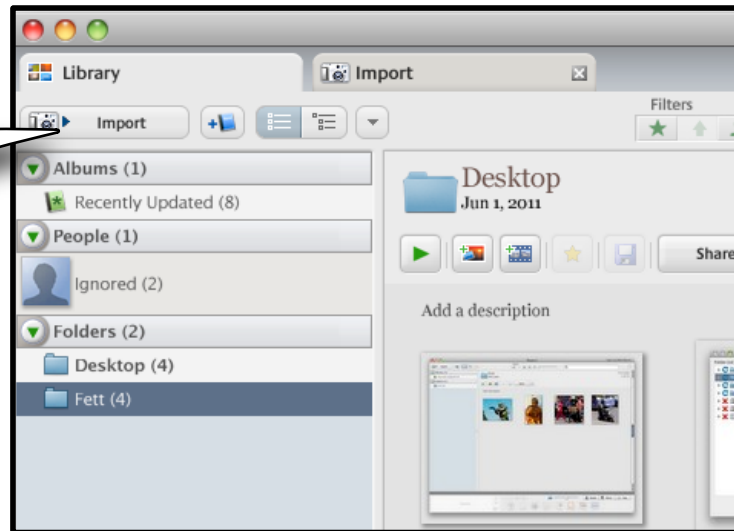 Library
Import
Import
Filters
Albums (1)
Recently Updated (8)
People (1)
Ignored (2)
Folders (2)
Desktop (4)
Fett (4)
Desktop
Jun 1, 2011
Share
Add a description